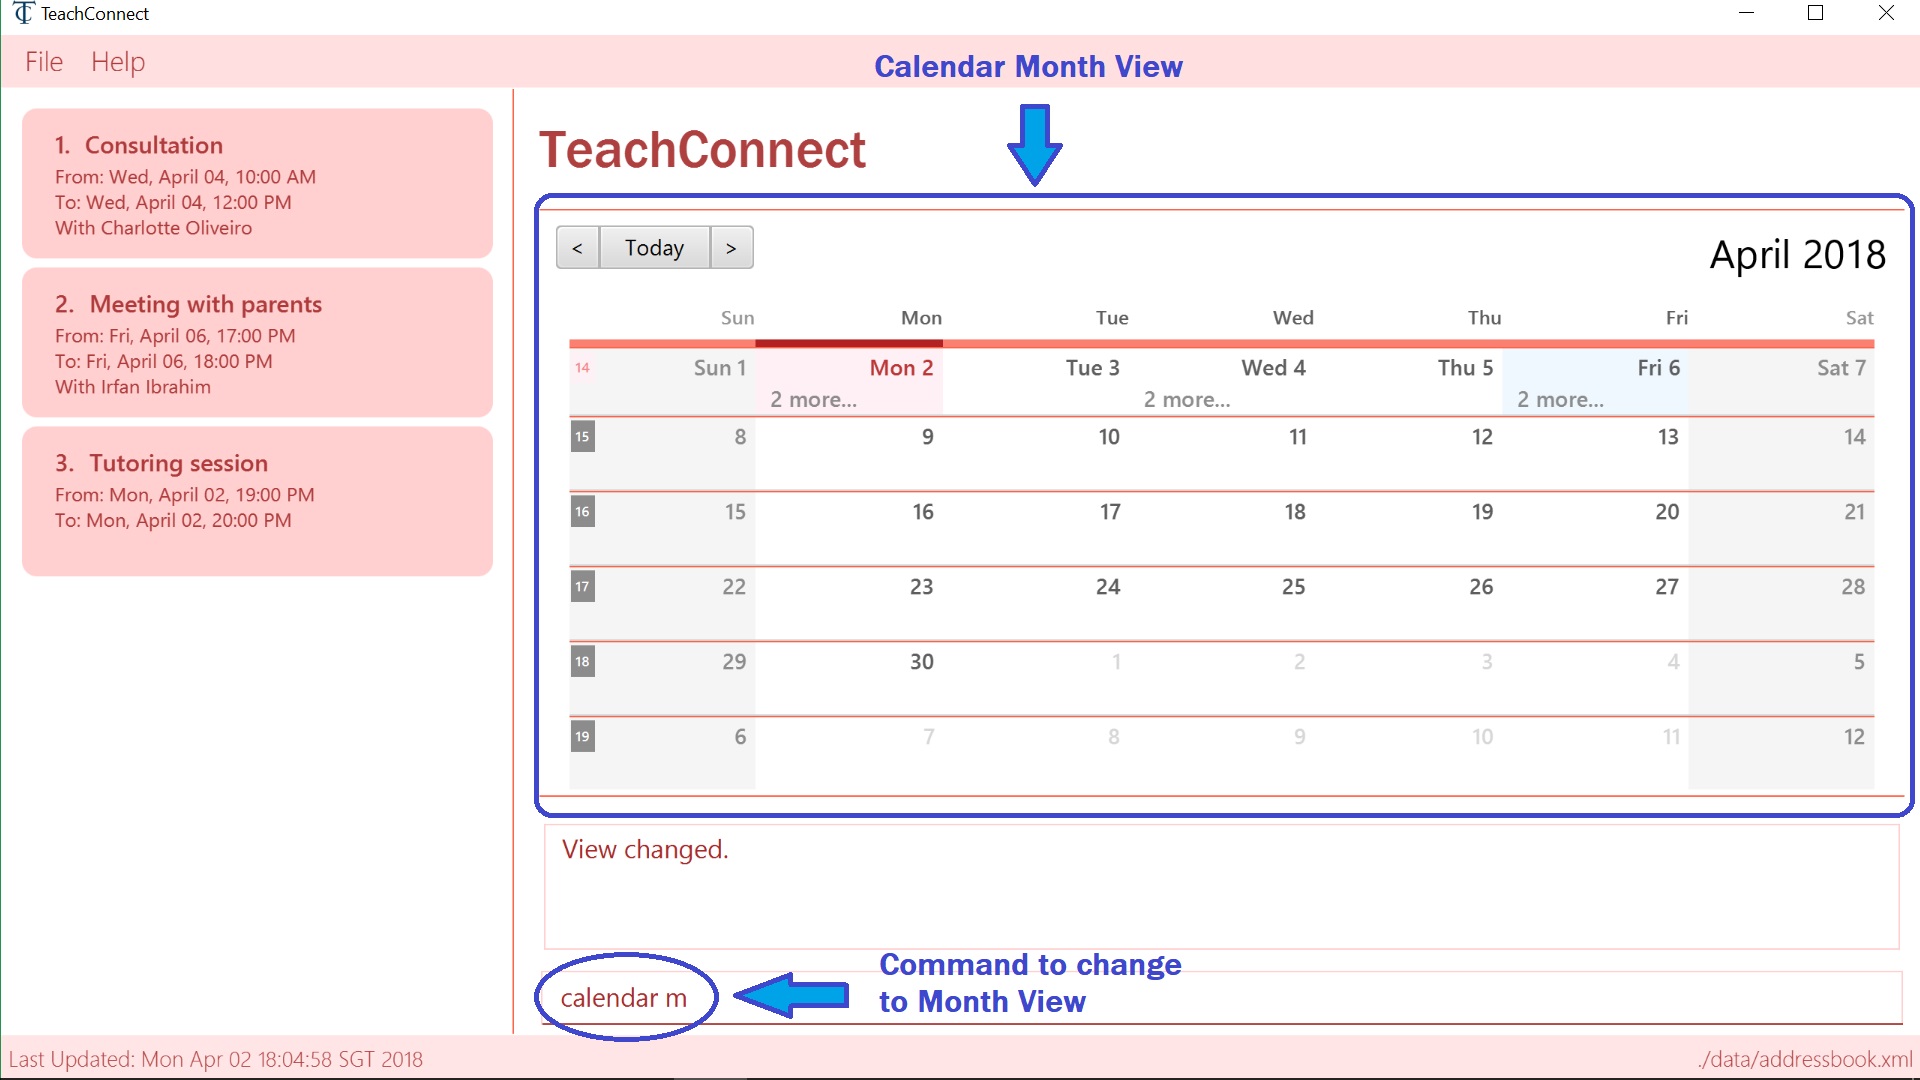 TeachConnect
File Help
Calendar Month View
1. Consultation
From: Wed, April 04, 10:00 AM
To: Wed, April 04, 12:00 PM
With Charlotte Oliveiro
2. Meeting with parents
From: Fri, April 06, 17:00 PM
To: Fri, April 06, 18:00 PM
With Irfan Ibrahim
3. Tutoring session
From: Mon, April 02, 19:00 PM
To: Mon, April 02, 20:00 PM
TeachConnect
< Today >
April 2018
Sun Mon Tue Wed Thu Fri Sat
14 Sun 1 Mon 2 Tue 3 Wed 4 Thu 5 Fri 6 Sat 7
2 more... 2 more... 2 more...
15 8 9 10 11 12 13 14
16 15 16 17 18 19 20 21
17 22 23 24 25 26 27 28
18 29 30 1 2 3 4 5
19 6 7 8 9 10 11 12
View changed.
calendar m
Command to change
to Month View
Last Updated: Mon Apr 02 18:04:58 SGT 2018
./data/addressbook.xml